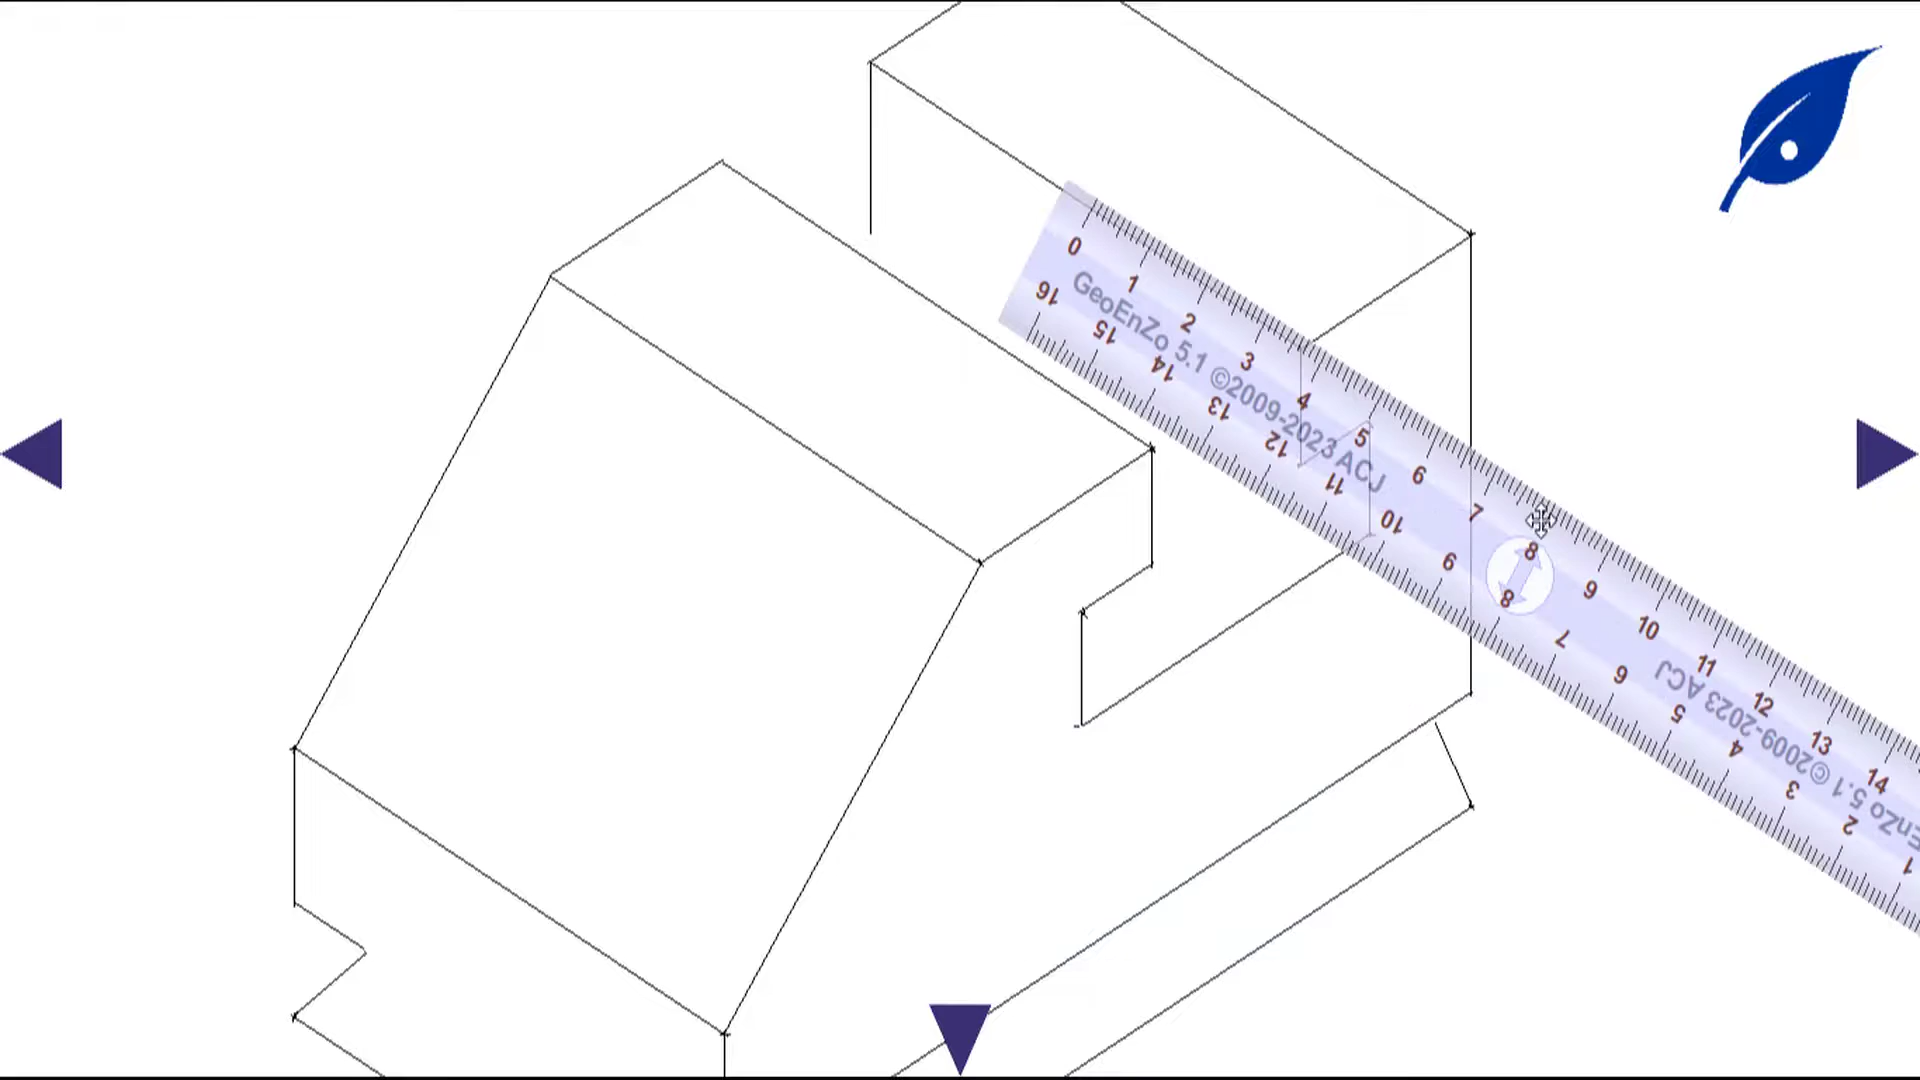 0 1 2 3 4 5 6 7 8 9 10 11 12 13 14
GeoEnZo 5.1 ©2009-2023 ACJ
16 15 14 13 12 11 10 9 8 7 6 5 4 3 2 1
EnZo 5.1 ©2009-2023 ACJ